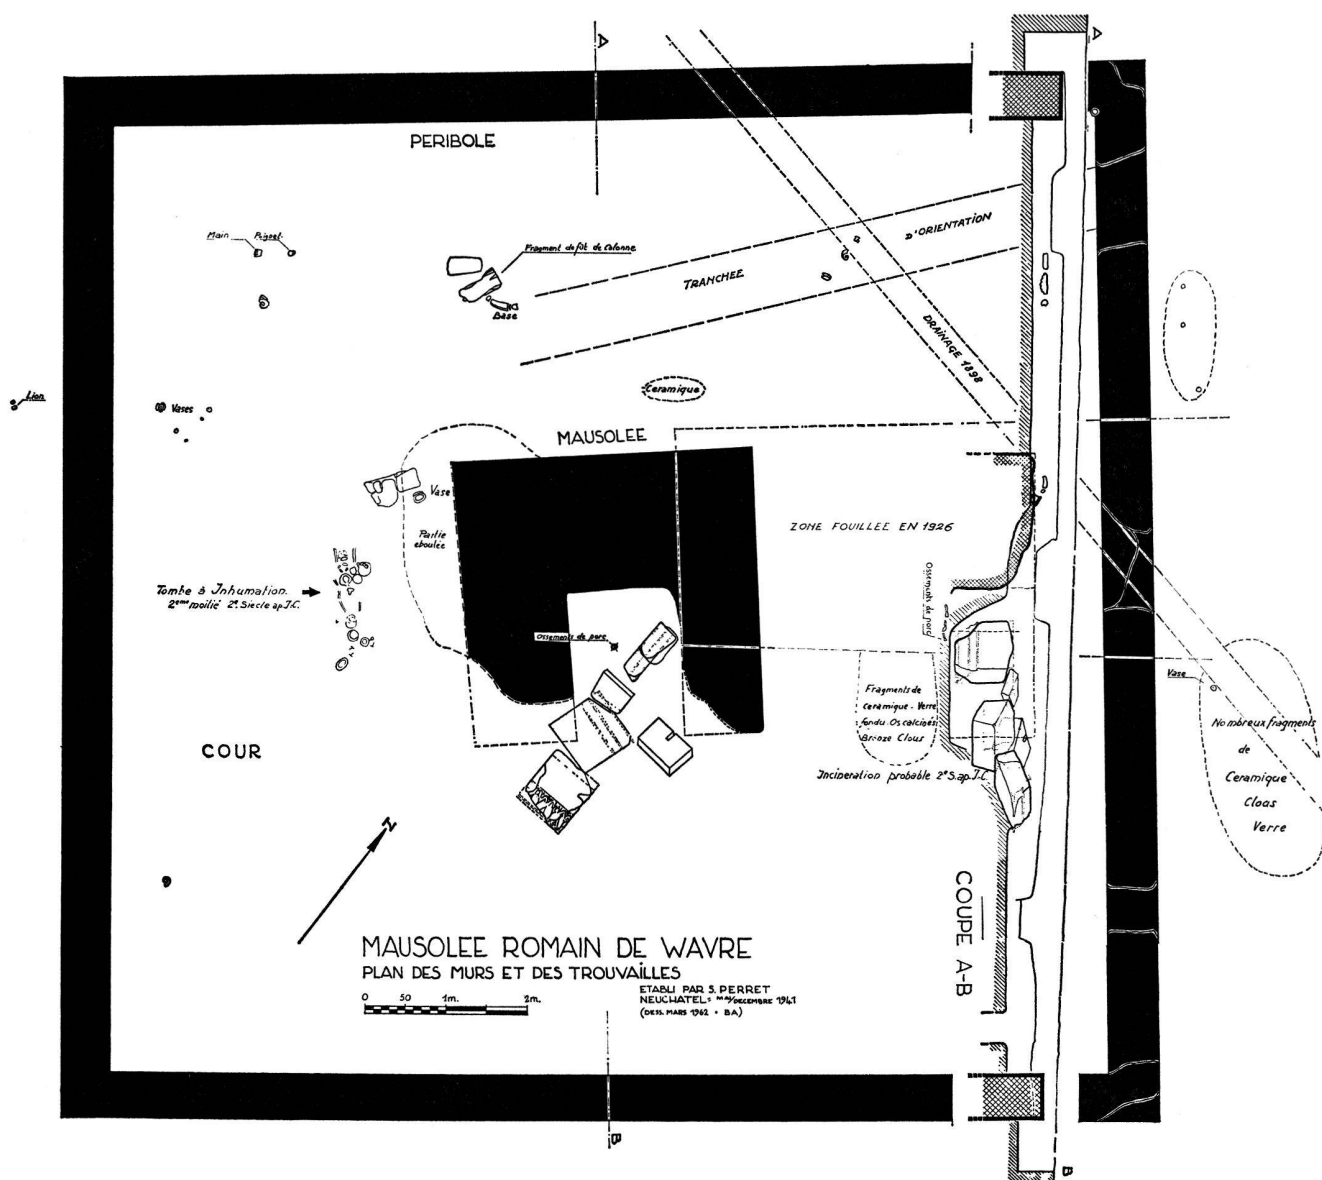 A
A
PERIBOLE
Main
Poignet
Fragment de fût de Colonne
Base
TRANCHEE
D'ORIENTATION
DRAINAGE 1898
Lion
Vases
Ceramique
MAUSOLEE
Vase
Partie
eboulée
ZONE FOUILLEE EN 1926
Tombe à Inhumation.
2eme moitié 2e Siecle ap.J.C.
Ossements de porc
Ossements de porc
Fragments de
ceramique - Verre
fondu. Os calcinés
Bronze Clous
Incineration probable 2e S. ap. J.C.
Vase
Nombreux fragments
de
Ceramique
Clous
Verre
COUR
N
COUPE A-B
MAUSOLEE ROMAIN DE WAVRE
PLAN DES MURS ET DES TROUVAILLES
0 50 1m. 2m.
ETABLI PAR S. PERRET
NEUCHATEL: MAI/DECEMBRE 1941
(DESS. MARS 1962 • BA)
B
B